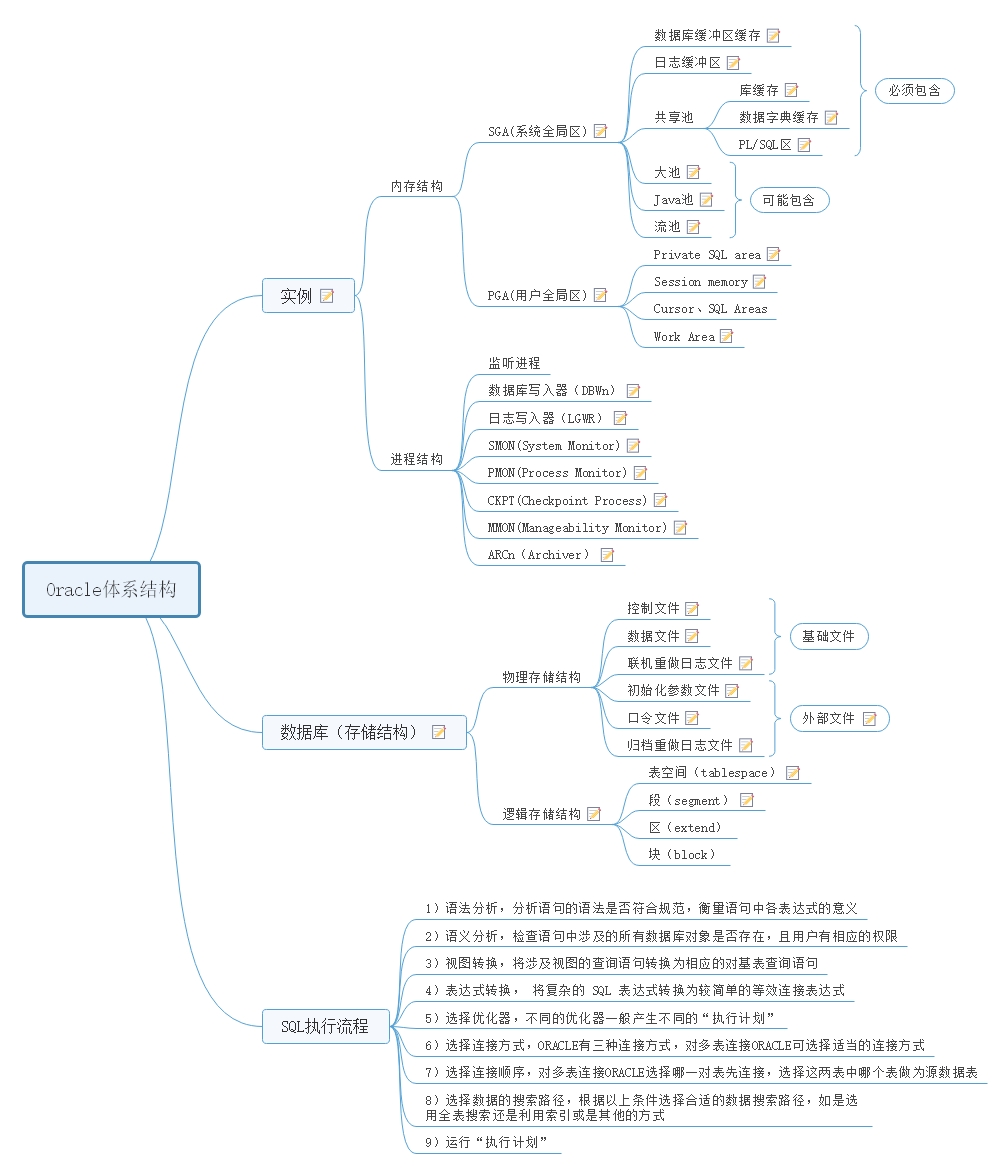 Oracle体系结构
实例
内存结构
SGA(系统全局区)
数据库缓冲区缓存
日志缓冲区
共享池
库缓存
数据字典缓存
PL/SQL区
必须包含
大池
Java池
流池
可能包含
PGA(用户全局区)
Private SQL area
Session memory
Cursor、SQL Areas
Work Area
进程结构
监听进程
数据库写入器（DBWn）
日志写入器（LGWR）
SMON(System Monitor)
PMON(Process Monitor)
CKPT(Checkpoint Process)
MMON(Manageability Monitor)
ARCn（Archiver）
数据库（存储结构）
物理存储结构
控制文件
数据文件
联机重做日志文件
基础文件
初始化参数文件
口令文件
归档重做日志文件
外部文件
逻辑存储结构
表空间（tablespace）
段（segment）
区（extend）
块（block）
SQL执行流程
1）语法分析，分析语句的语法是否符合规范，衡量语句中各表达式的意义
2）语义分析，检查语句中涉及的所有数据库对象是否存在，且用户有相应的权限
3）视图转换，将涉及视图的查询语句转换为相应的对基表查询语句
4）表达式转换， 将复杂的 SQL 表达式转换为较简单的等效连接表达式
5）选择优化器，不同的优化器一般产生不同的“执行计划”
6）选择连接方式，ORACLE有三种连接方式，对多表连接ORACLE可选择适当的连接方式
7）选择连接顺序，对多表连接ORACLE选择哪一对表先连接，选择这两表中哪个表做为源数据表
8）选择数据的搜索路径，根据以上条件选择合适的数据搜索路径，如是选
用全表搜索还是利用索引或是其他的方式
9）运行“执行计划”